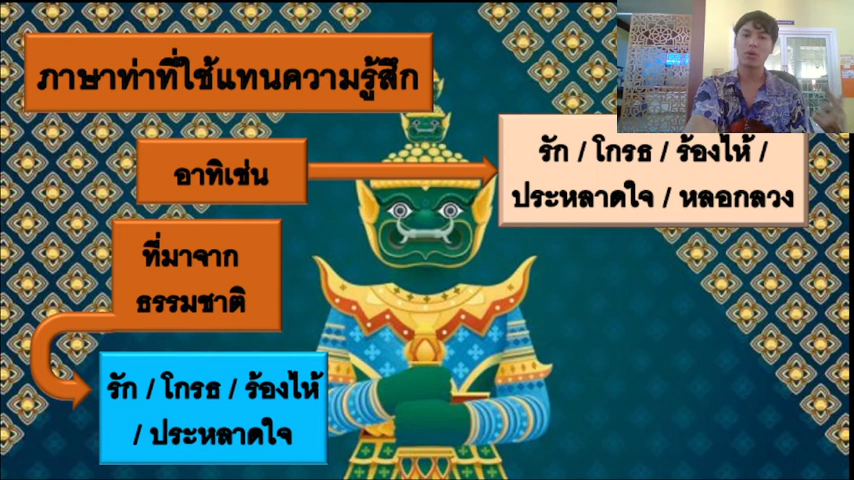 ภาษาท่าที่ใช้แทนความรู้สึก
อาทิเช่น
รัก / โกรธ / ร้องไห้ /
ประหลาดใจ / หลอกลวง
ที่มาจาก
ธรรมชาติ
รัก / โกรธ / ร้องไห้
/ ประหลาดใจ